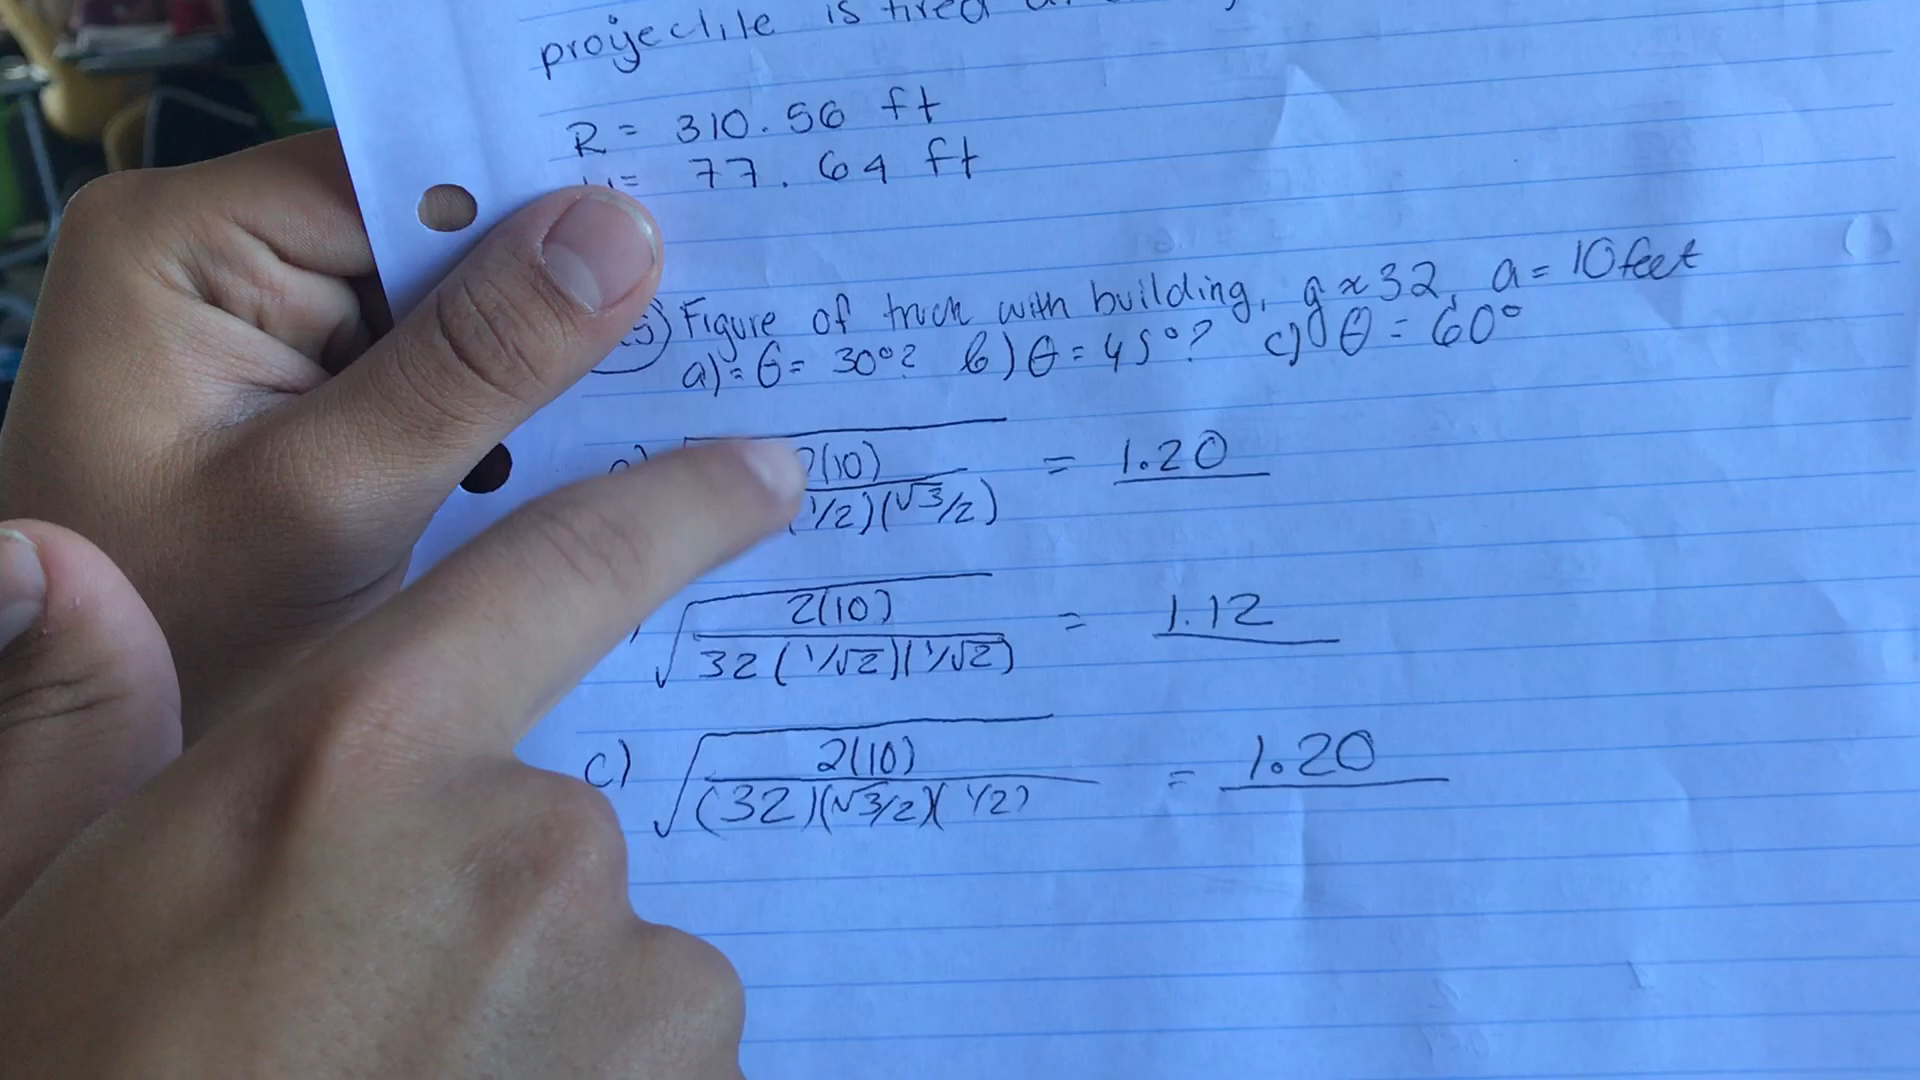 proyectile is fired
R = 310.56 ft
= 77.64 ft
5) Figure of truck with building, g ≈ 32, a = 10 feet
a) = θ = 30°? b) θ = 45°? c) θ = 60°
2(10)
(1/2)(√3/2)
= 1.20
√ 2(10)
32 (1/√2)(1/√2)
= 1.12
c) √ 2(10)
(32)(√3/2)(1/2)
= 1.20